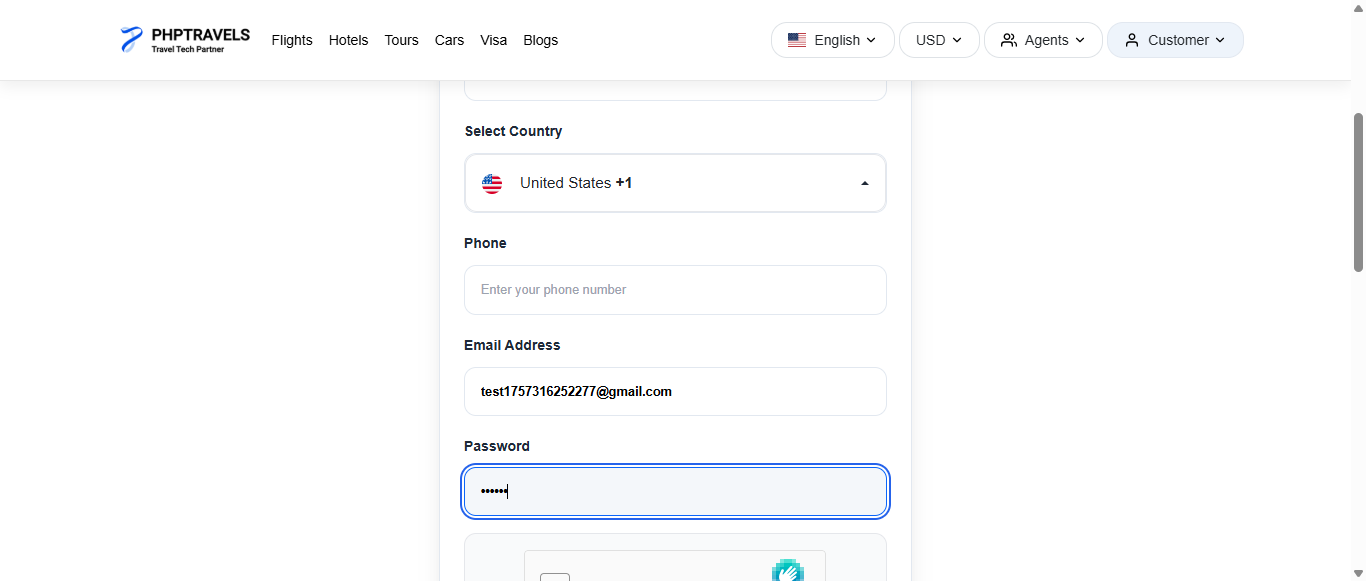 PHPTRAVELS
Travel Tech Partner
Flights Hotels Tours Cars Visa Blogs
English USD Agents Customer
Select Country
United States +1
Phone
Enter your phone number
Email Address
test1757316252277@gmail.com
Password
••••••